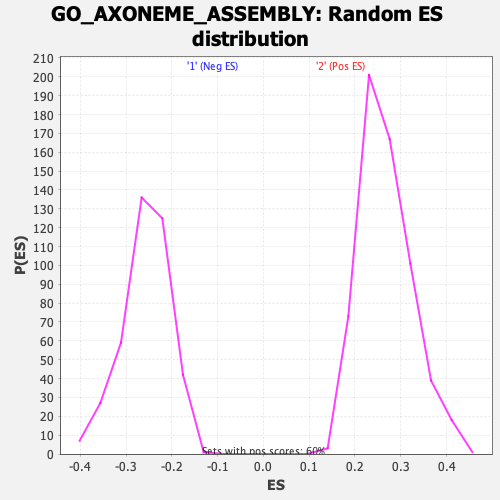 GO_AXONEME_ASSEMBLY: Random ES
distribution
'1' (Neg ES)
'2' (Pos ES)
210
200
190
180
170
160
150
140
130
120
110
100
90
80
70
60
50
40
30
20
10
0
P(ES)
Sets with pos scores: 60%
-0.4 -0.3 -0.2 -0.1 0.0 0.1 0.2 0.3 0.4
ES